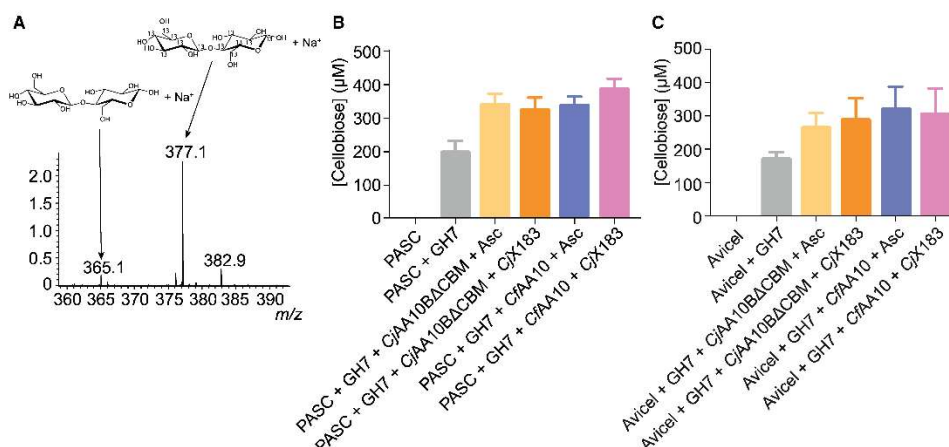 A
+ Na⁺
+ Na⁺
377.1
365.1
382.9
2.0
1.5
1.0
0.5
0
360 365 370 375 380 385 390
m/z
B
[Cellobiose] (µM)
500
400
300
200
100
0
PASC
PASC + GH7
PASC + GH7 + CjAA10BΔCBM + Asc
PASC + GH7 + CjAA10BΔCBM + CjX183
PASC + GH7 + CfAA10 + Asc
PASC + GH7 + CfAA10 + CjX183
C
[Cellobiose] (µM)
500
400
300
200
100
0
Avicel
Avicel + GH7
Avicel + GH7 + CjAA10BΔCBM + Asc
Avicel + GH7 + CjAA10BΔCBM + CjX183
Avicel + GH7 + CfAA10 + Asc
Avicel + GH7 + CfAA10 + CjX183